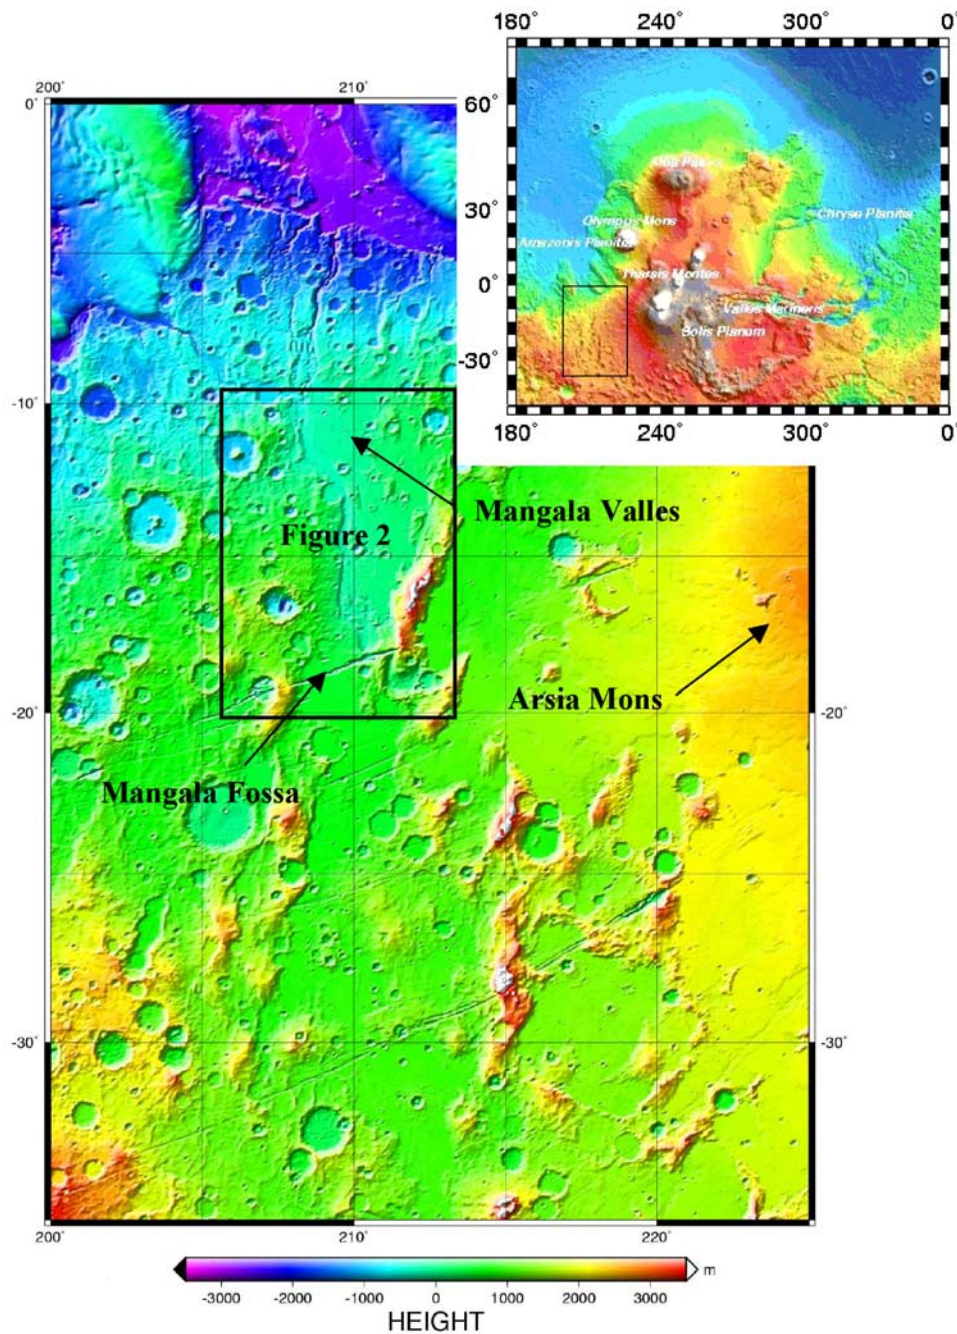 180° 240° 300° 0°
200° 210°
0°
60°
Olympus Mons
Chryse Planitia
30°
Amazonis Planitia
0°
Tharsis Montes
Valles Marineris
Solis Planum
-30°
180° 240° 300° 0°
-10°
Mangala Valles
Figure 2
Arsia Mons
-20°
-20°
Mangala Fossa
-30°
-30°
200° 210° 220°
-3000 -2000 -1000 0 1000 2000 3000 m
HEIGHT